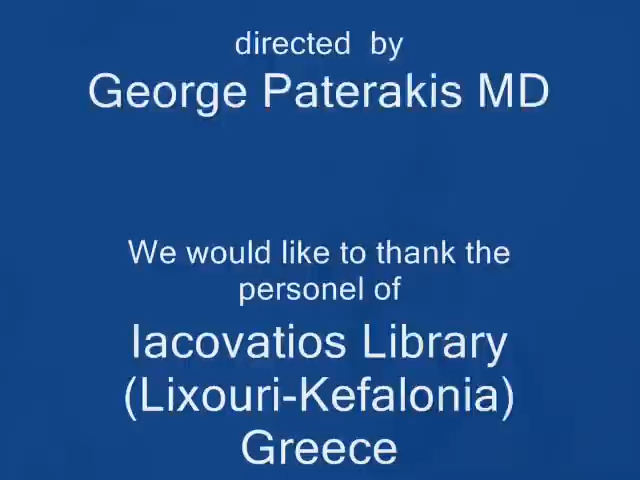 directed by
George Paterakis MD
We would like to thank the
personel of
Iacovatios Library
(Lixouri-Kefalonia)
Greece